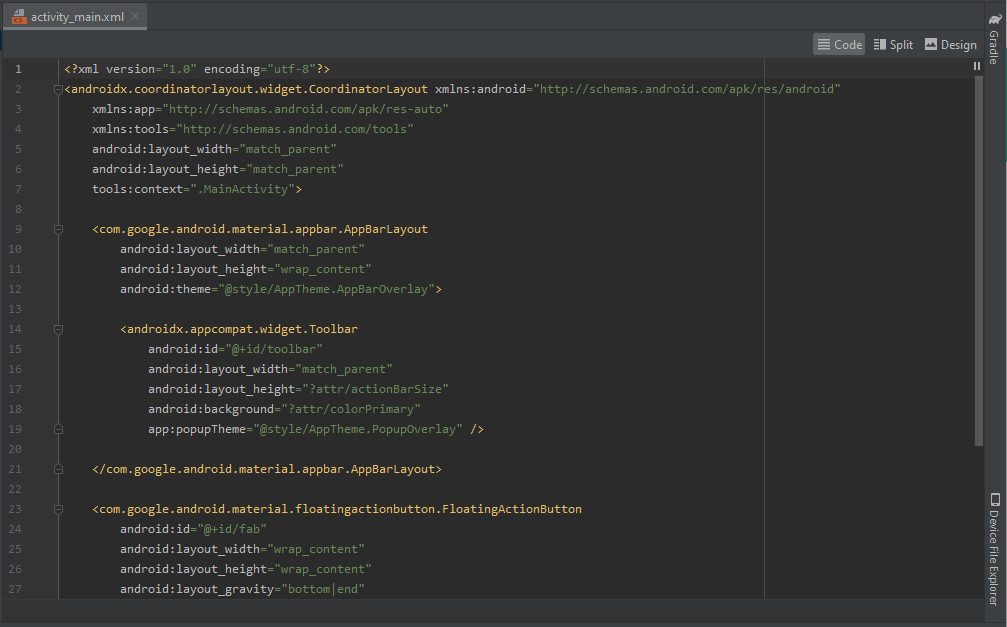 activity_main.xml
Code Split Design
Gradle
1 <?xml version="1.0" encoding="utf-8"?>
2 <androidx.coordinatorlayout.widget.CoordinatorLayout xmlns:android="http://schemas.android.com/apk/res/android"
3 xmlns:app="http://schemas.android.com/apk/res-auto"
4 xmlns:tools="http://schemas.android.com/tools"
5 android:layout_width="match_parent"
6 android:layout_height="match_parent"
7 tools:context=".MainActivity">
8
9 <com.google.android.material.appbar.AppBarLayout
10 android:layout_width="match_parent"
11 android:layout_height="wrap_content"
12 android:theme="@style/AppTheme.AppBarOverlay">
13
14 <androidx.appcompat.widget.Toolbar
15 android:id="@+id/toolbar"
16 android:layout_width="match_parent"
17 android:layout_height="?attr/actionBarSize"
18 android:background="?attr/colorPrimary"
19 app:popupTheme="@style/AppTheme.PopupOverlay" />
20
21 </com.google.android.material.appbar.AppBarLayout>
22
23 <com.google.android.material.floatingactionbutton.FloatingActionButton
24 android:id="@+id/fab"
25 android:layout_width="wrap_content"
26 android:layout_height="wrap_content"
27 android:layout_gravity="bottom|end"
Device File Explorer